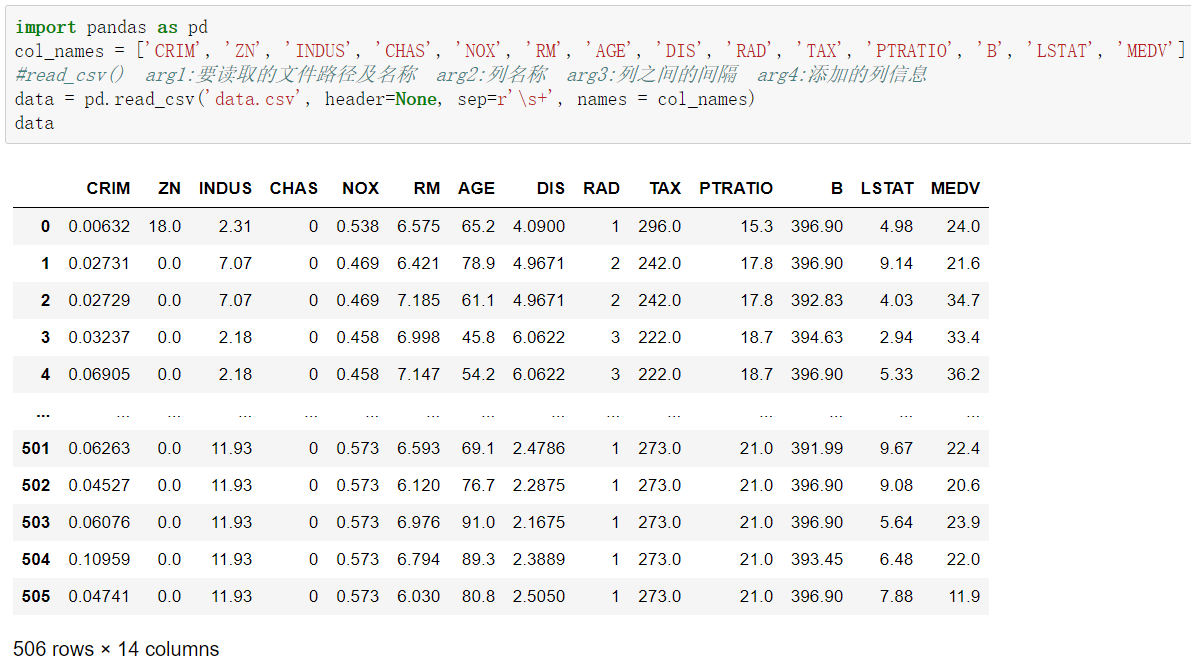 import pandas as pd
col_names = ['CRIM', 'ZN', 'INDUS', 'CHAS', 'NOX', 'RM', 'AGE', 'DIS', 'RAD', 'TAX', 'PTRATIO', 'B', 'LSTAT', 'MEDV']
#read_csv() arg1:要读取的文件路径及名称 arg2:列名称 arg3:列之间的间隔 arg4:添加的列信息
data = pd.read_csv('data.csv', header=None, sep=r'\s+', names = col_names)
data
CRIM ZN INDUS CHAS NOX RM AGE DIS RAD TAX PTRATIO B LSTAT MEDV
0 0.00632 18.0 2.31 0 0.538 6.575 65.2 4.0900 1 296.0 15.3 396.90 4.98 24.0
1 0.02731 0.0 7.07 0 0.469 6.421 78.9 4.9671 2 242.0 17.8 396.90 9.14 21.6
2 0.02729 0.0 7.07 0 0.469 7.185 61.1 4.9671 2 242.0 17.8 392.83 4.03 34.7
3 0.03237 0.0 2.18 0 0.458 6.998 45.8 6.0622 3 222.0 18.7 394.63 2.94 33.4
4 0.06905 0.0 2.18 0 0.458 7.147 54.2 6.0622 3 222.0 18.7 396.90 5.33 36.2
... ... ... ... ... ... ... ... ... ... ... ... ... ... ...
501 0.06263 0.0 11.93 0 0.573 6.593 69.1 2.4786 1 273.0 21.0 391.99 9.67 22.4
502 0.04527 0.0 11.93 0 0.573 6.120 76.7 2.2875 1 273.0 21.0 396.90 9.08 20.6
503 0.06076 0.0 11.93 0 0.573 6.976 91.0 2.1675 1 273.0 21.0 396.90 5.64 23.9
504 0.10959 0.0 11.93 0 0.573 6.794 89.3 2.3889 1 273.0 21.0 393.45 6.48 22.0
505 0.04741 0.0 11.93 0 0.573 6.030 80.8 2.5050 1 273.0 21.0 396.90 7.88 11.9
506 rows × 14 columns